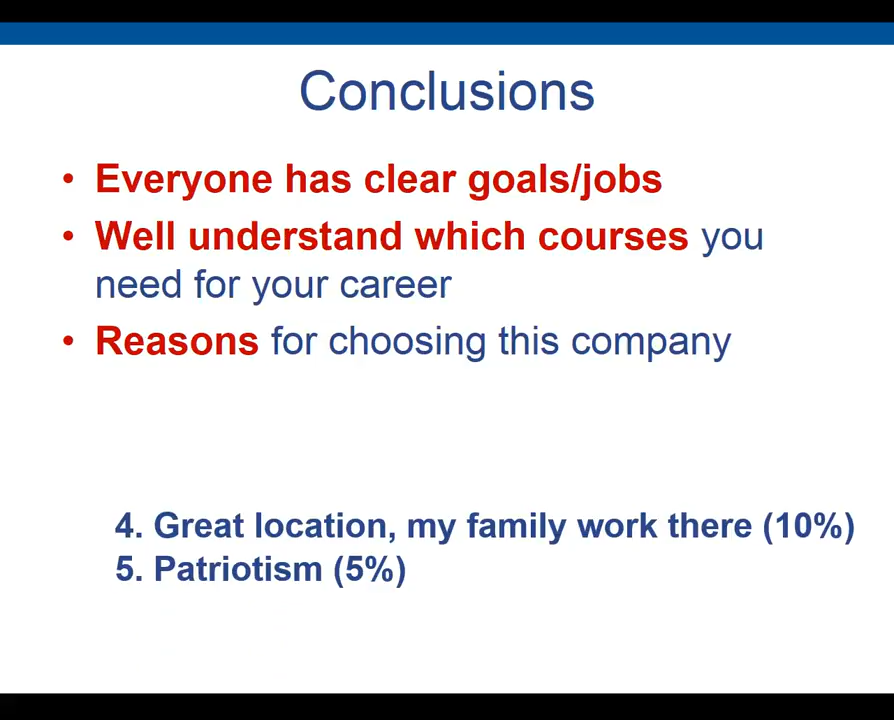 Conclusions
• Everyone has clear goals/jobs
• Well understand which courses you
need for your career
• Reasons for choosing this company
4. Great location, my family work there (10%)
5. Patriotism (5%)